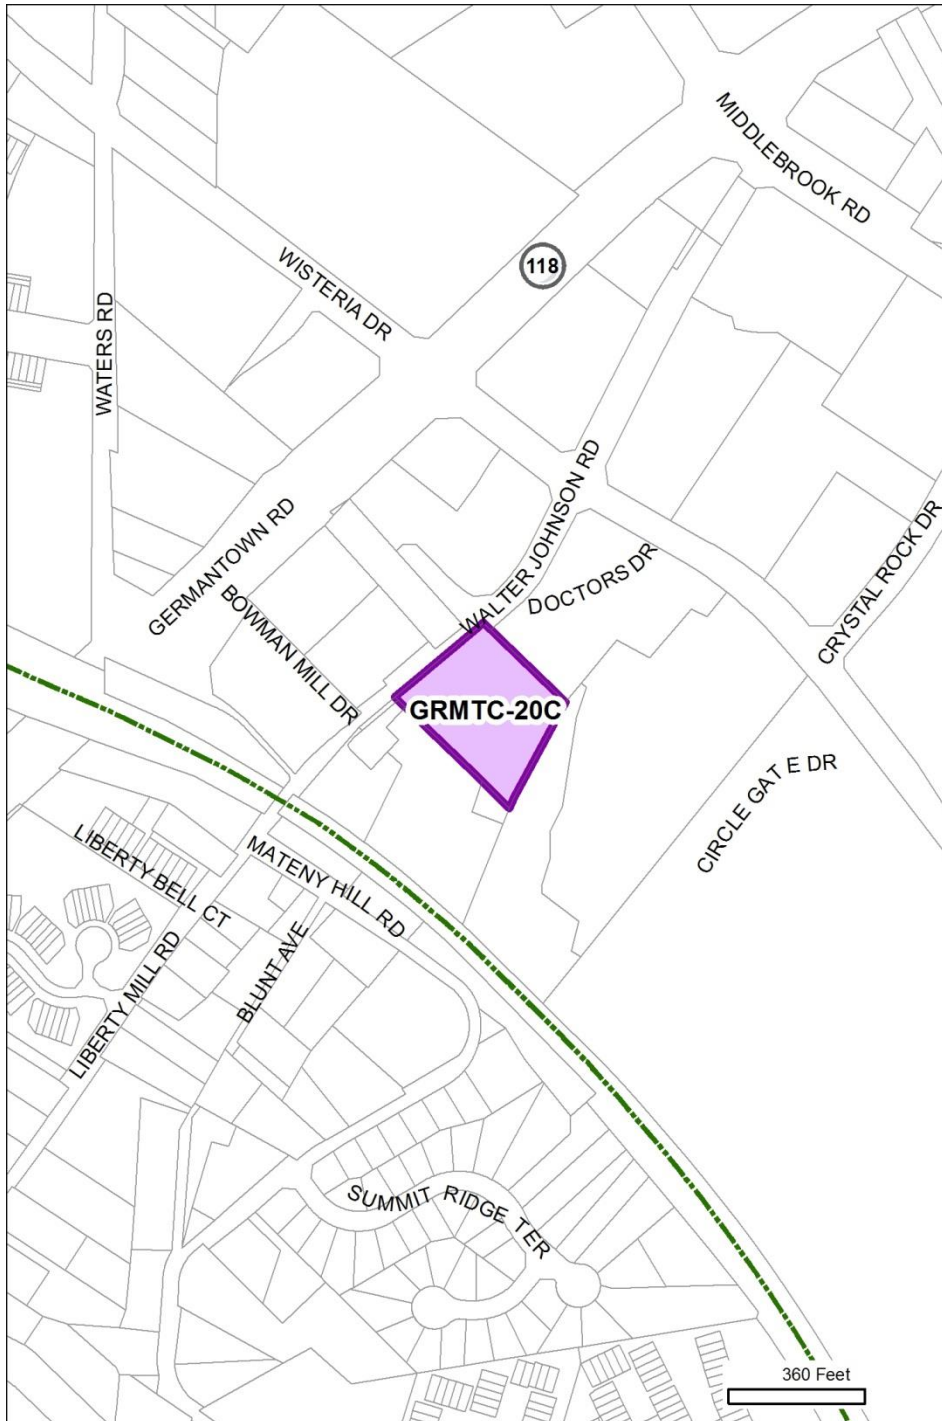 MIDDLEBROOK RD
118
WISTERIA DR
WATERS RD
WALTER JOHNSON RD
GERMANTOWN RD
CRYSTAL ROCK DR
DOCTORS DR
BOWMAN MILL DR
GRMTC-20C
CIRCLE GAT E DR
LIBERTY BELL CT
MATENY HILL RD
BLUNT AVE
LIBERTY MILL RD
SUMMIT RIDGE TER
360 Feet